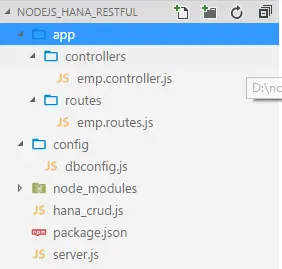 NODEJS_HANA_RESTFUL
app
controllers
JS emp.controller.js
D:\nc
routes
JS emp.routes.js
config
JS dbconfig.js
node_modules
JS hana_crud.js
npm package.json
JS server.js